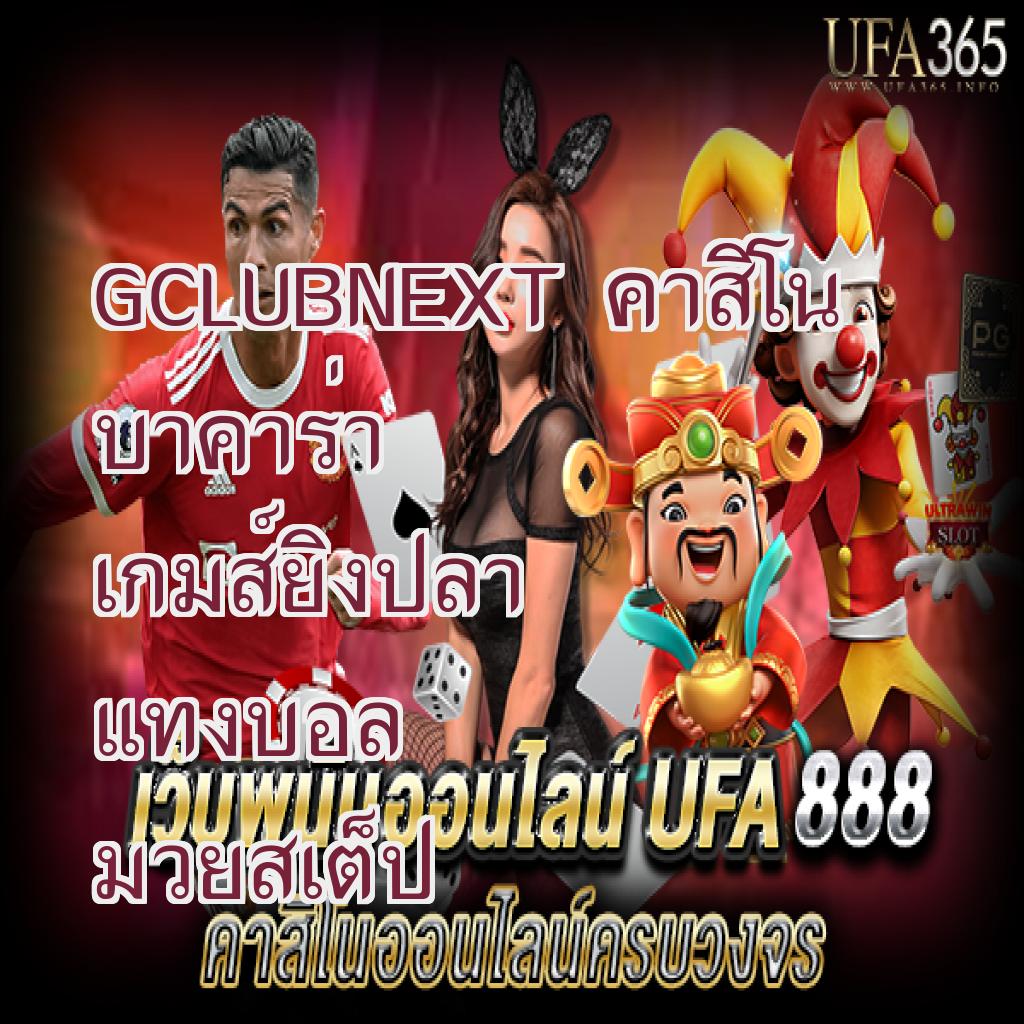 UFA365
WWW.UFA365.INFO
GCLUBNEXT คาสิโน
บาคาร่า
เกมส์ยิงปลา
PG
ULTRAWIN
SLOT
แทงบอล
เว็บพนันออนไลน์ UFA 888
มวยสเต็ป
คาสิโนออนไลน์ครบวงจร